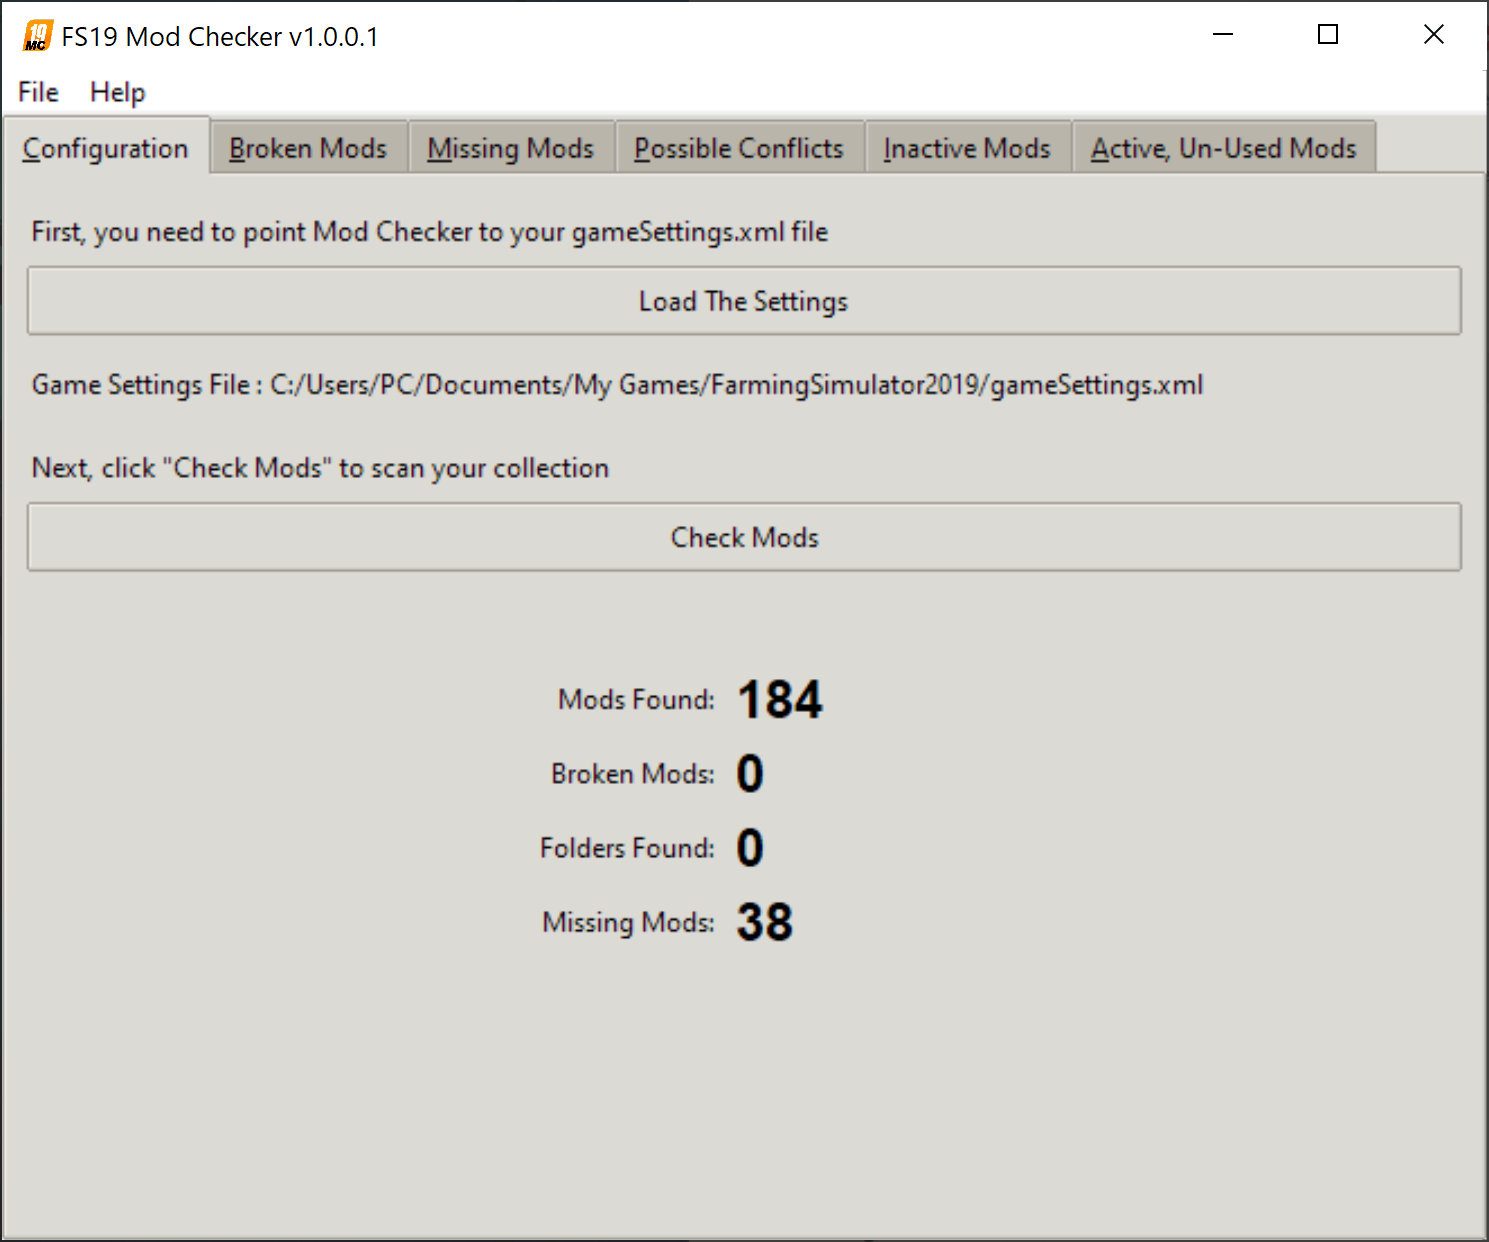 19
MC
FS19 Mod Checker v1.0.0.1
File Help
Configuration Broken Mods Missing Mods Possible Conflicts Inactive Mods Active, Un-Used Mods
First, you need to point Mod Checker to your gameSettings.xml file
Load The Settings
Game Settings File : C:/Users/PC/Documents/My Games/FarmingSimulator2019/gameSettings.xml
Next, click "Check Mods" to scan your collection
Check Mods
Mods Found: 184
Broken Mods: 0
Folders Found: 0
Missing Mods: 38